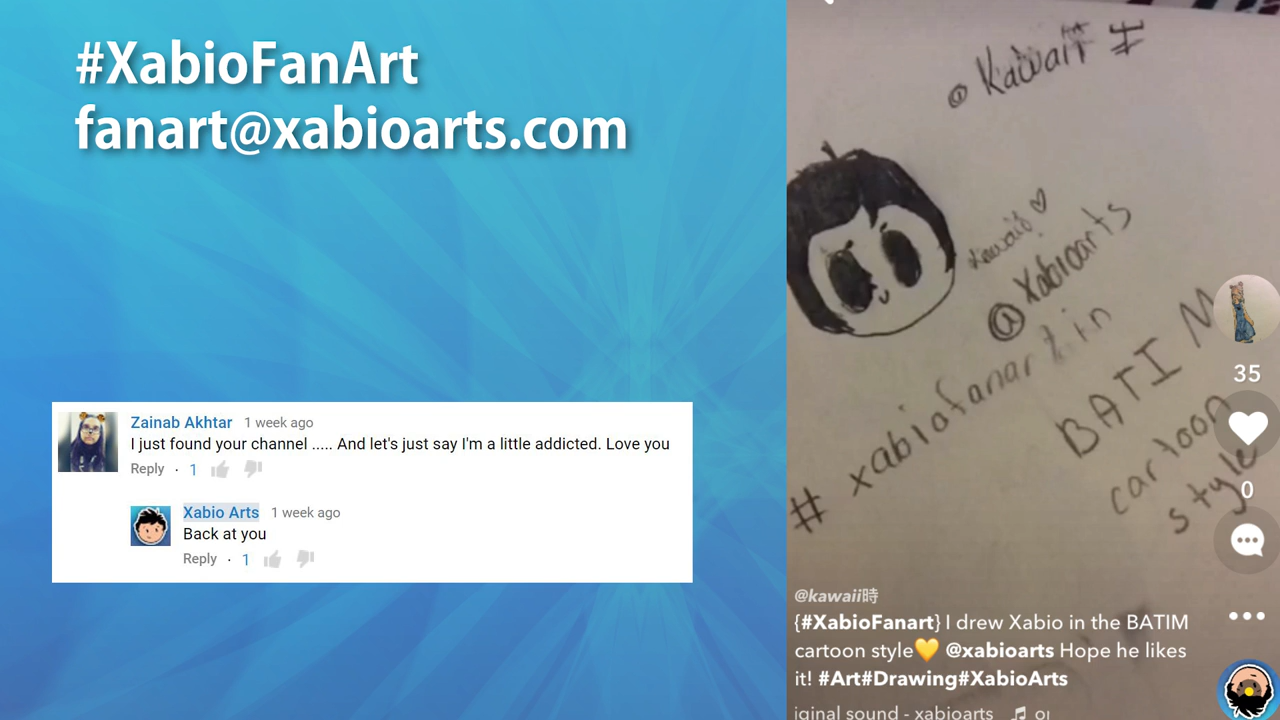 #XabioFanArt
fanart@xabioarts.com
Zainab Akhtar 1 week ago
I just found your channel ..... And let's just say I'm a little addicted. Love you
Reply · 1
Xabio Arts 1 week ago
Back at you
Reply · 1
@Kawaii
kawaii
@Xabioarts
# xabiofanart in
BATIM
cartoon
style
35
0
@kawaii時
{#XabioFanart} I drew Xabio in the BATIM
cartoon style💛 @xabioarts Hope he likes
it! #Art#Drawing#XabioArts
iginal sound - xabioarts